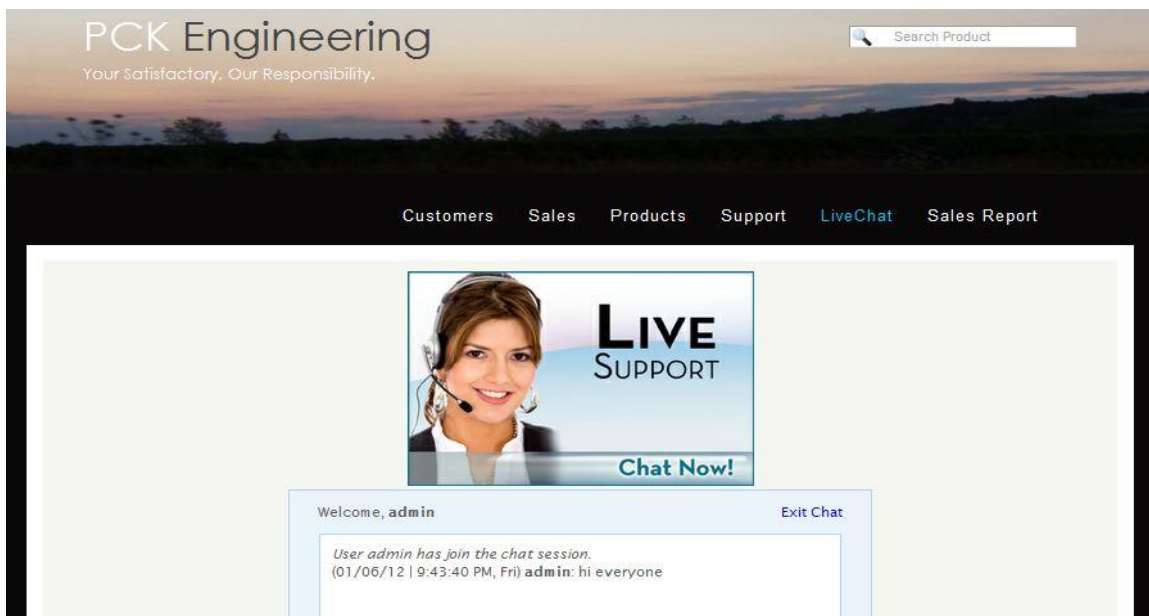 PCK Engineering
Search Product
Your Satisfactory, Our Responsibility.
Customers Sales Products Support LiveChat Sales Report
LIVE
SUPPORT
Chat Now!
Welcome, admin Exit Chat
User admin has join the chat session.
(01/06/12 | 9:43:40 PM, Fri) admin: hi everyone